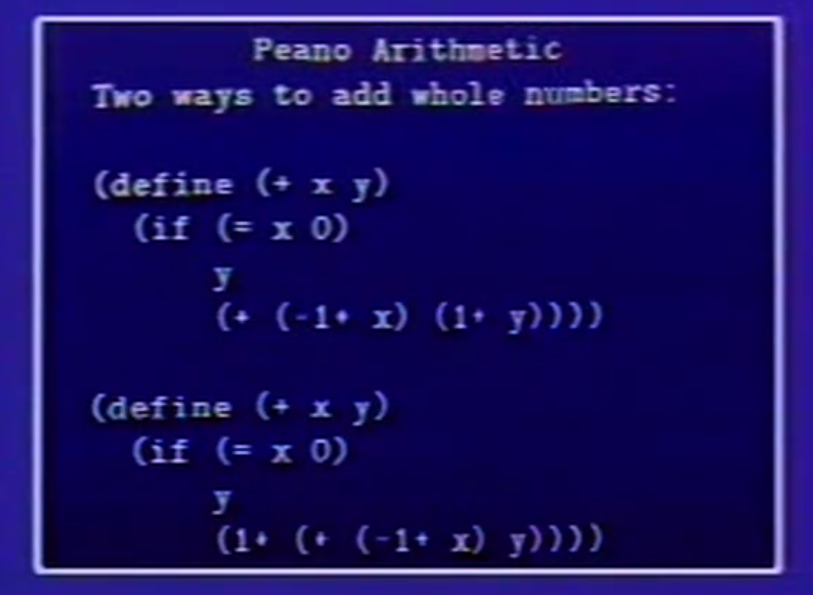 Peano Arithmetic
Two ways to add whole numbers:
(define (+ x y)
(if (= x 0)
y
(+ (-1+ x) (1+ y))))
(define (+ x y)
(if (= x 0)
y
(1+ (+ (-1+ x) y))))